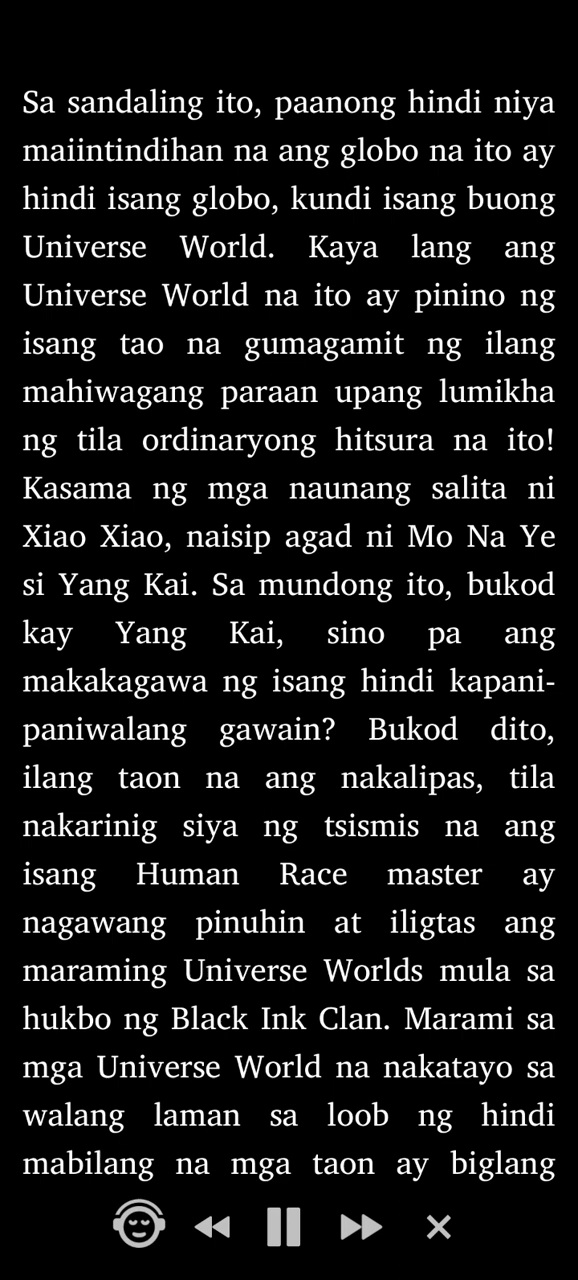 Sa sandaling ito, paanong hindi niya
maiintindihan na ang globo na ito ay
hindi isang globo, kundi isang buong
Universe World. Kaya lang ang
Universe World na ito ay pinino ng
isang tao na gumagamit ng ilang
mahiwagang paraan upang lumikha
ng tila ordinaryong hitsura na ito!
Kasama ng mga naunang salita ni
Xiao Xiao, naisip agad ni Mo Na Ye
si Yang Kai. Sa mundong ito, bukod
kay Yang Kai, sino pa ang
makakagawa ng isang hindi kapani-
paniwalang gawain? Bukod dito,
ilang taon na ang nakalipas, tila
nakarinig siya ng tsismis na ang
isang Human Race master ay
nagawang pinuhin at iligtas ang
maraming Universe Worlds mula sa
hukbo ng Black Ink Clan. Marami sa
mga Universe World na nakatayo sa
walang laman sa loob ng hindi
mabilang na mga taon ay biglang